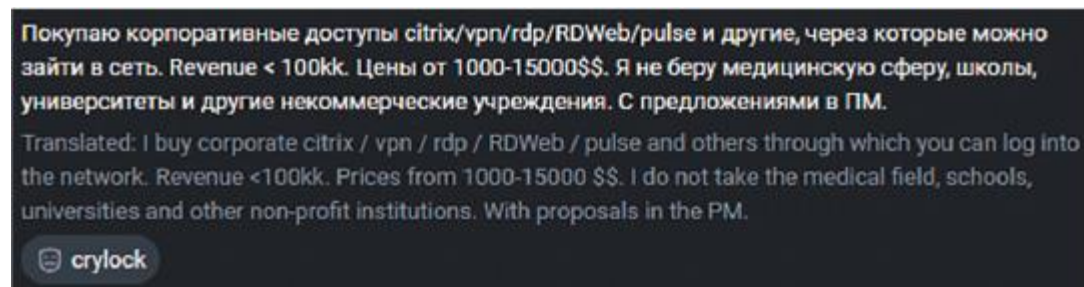 Покупаю корпоративные доступы citrix/vpn/rdp/RDWeb/pulse и другие, через которые можно
зайти в сеть. Revenue < 100kk. Цены от 1000-15000$$. Я не беру медицинскую сферу, школы,
университеты и другие некоммерческие учреждения. С предложениями в ПМ.
Translated: I buy corporate citrix / vpn / rdp / RDWeb / pulse and others through which you can log into
the network. Revenue <100kk. Prices from 1000-15000 $$. I do not take the medical field, schools,
universities and other non-profit institutions. With proposals in the PM.
crylock